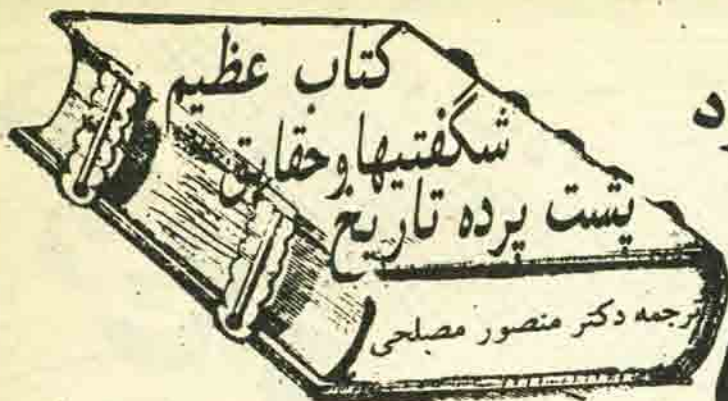 کتاب عظیم
شگفتیها و حقایق
پشت پرده تاریخ
ترجمه دکتر منصور مصلحی